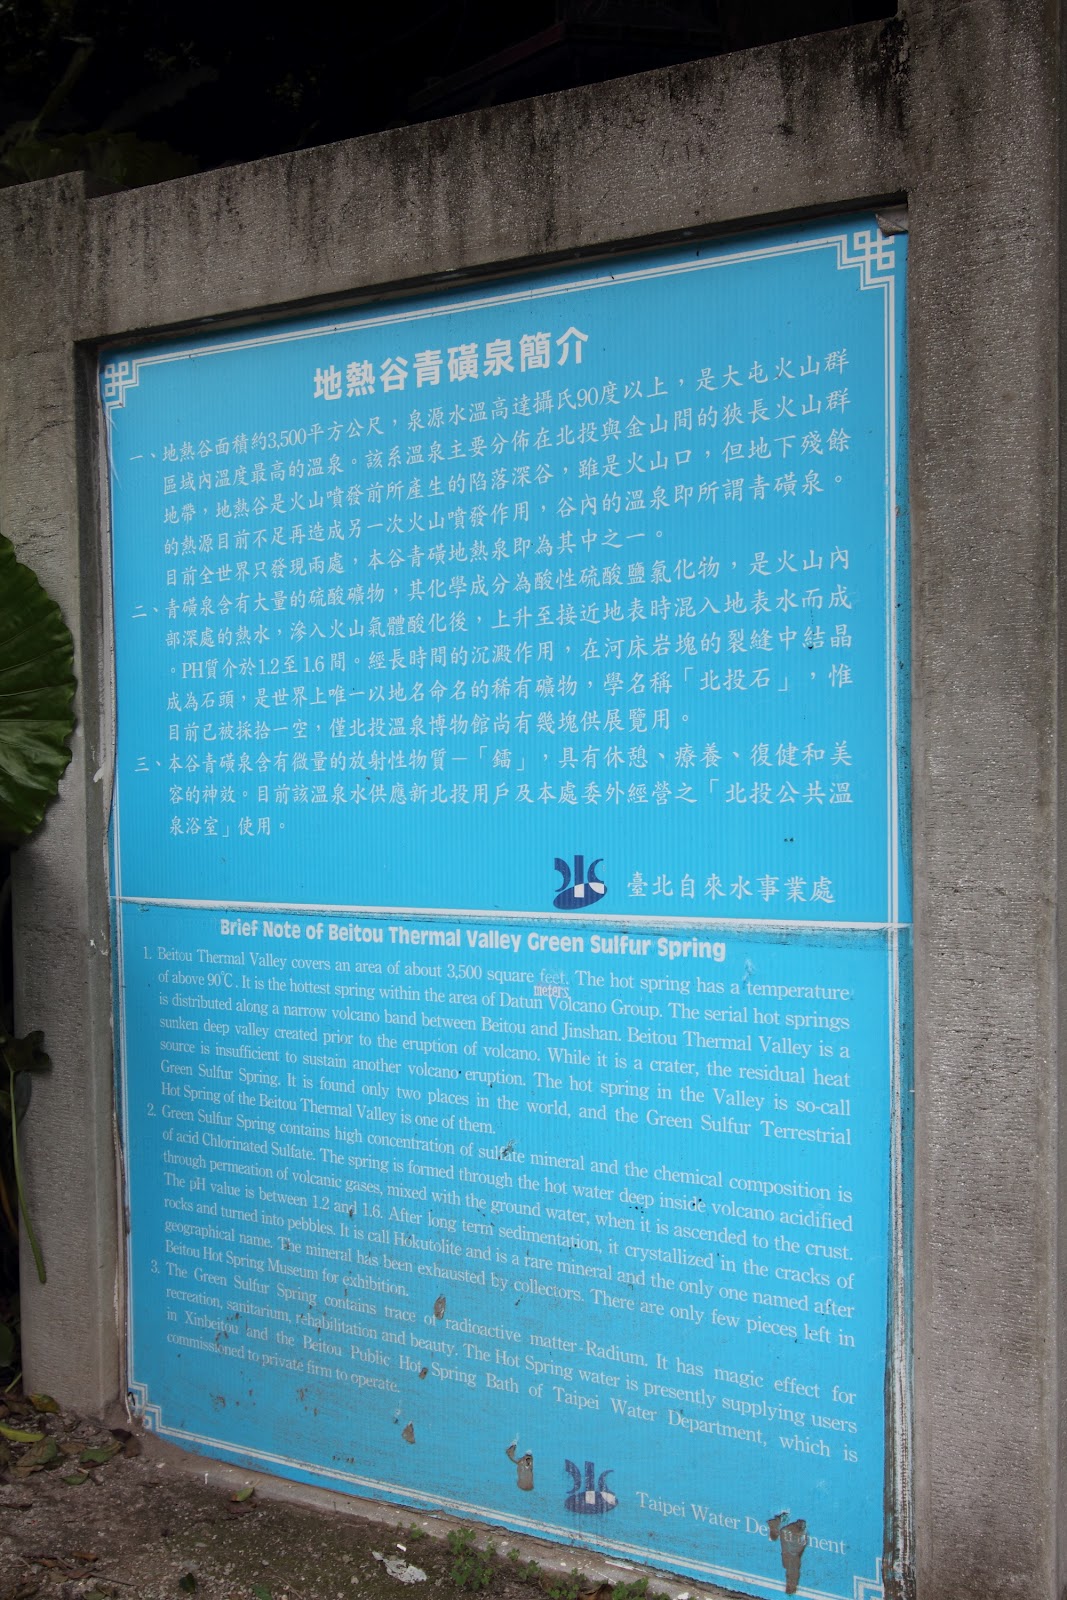 地熱谷青磺泉簡介
一、地熱谷面積約3,500平方公尺，泉源水溫高達攝氏90度以上，是大屯火山群
區域內溫度最高的溫泉。該系溫泉主要分佈在北投與金山間的狹長火山群
地帶，地熱谷是火山噴發前所產生的陷落深谷，雖是火山口，但地下殘餘
的熱源目前不足再造成另一次火山噴發作用，谷內的溫泉即所謂青磺泉。
目前全世界只發現兩處，本谷青磺地熱泉即為其中之一。
二、青磺泉含有大量的硫酸礦物，其化學成分為酸性硫酸鹽氯化物，是火山內
部深處的熱水，滲入火山氣體酸化後，上升至接近地表時混入地表水而成
。PH質介於1.2至1.6間。經長時間的沉澱作用，在河床岩塊的裂縫中結晶
成為石頭，是世界上唯一以地名命名的稀有礦物，學名稱「北投石」，惟
目前已被採拾一空，僅北投溫泉博物館尚有幾塊供展覽用。
三、本谷青磺泉含有微量的放射性物質－「鐳」，具有休憩、療養、復健和美
容的神效。目前該溫泉水供應新北投用戶及本處委外經營之「北投公共溫
泉浴室」使用。
臺北自來水事業處
Brief Note of Beitou Thermal Valley Green Sulfur Spring
1. Beitou Thermal Valley covers an area of about 3,500 square feet. The hot spring has a temperature
meters
of above 90℃. It is the hottest spring within the area of Datun Volcano Group. The serial hot springs
is distributed along a narrow volcano band between Beitou and Jinshan. Beitou Thermal Valley is a
sunken deep valley created prior to the eruption of volcano. While it is a crater, the residual heat
source is insufficient to sustain another volcano eruption. The hot spring in the Valley is so-call
Green Sulfur Spring. It is found only two places in the world, and the Green Sulfur Terrestrial
Hot Spring of the Beitou Thermal Valley is one of them.
2. Green Sulfur Spring contains high concentration of sulfate mineral and the chemical composition is
of acid Chlorinated Sulfate. The spring is formed through the hot water deep inside volcano acidified
through permeation of volcanic gases, mixed with the ground water, when it is ascended to the crust.
The pH value is between 1.2 and 1.6. After long term sedimentation, it crystallized in the cracks of
rocks and turned into pebbles. It is call Hokutolite and is a rare mineral and the only one named after
geographical name. The mineral has been exhausted by collectors. There are only few pieces left in
Beitou Hot Spring Museum for exhibition.
3. The Green Sulfur Spring contains trace of radioactive matter-Radium. It has magic effect for
recreation, sanitarium, rehabilitation and beauty. The Hot Spring water is presently supplying users
in Xinbeitou and the Beitou Public Hot Spring Bath of Taipei Water Department, which is
commissioned to private firm to operate.
Taipei Water Department